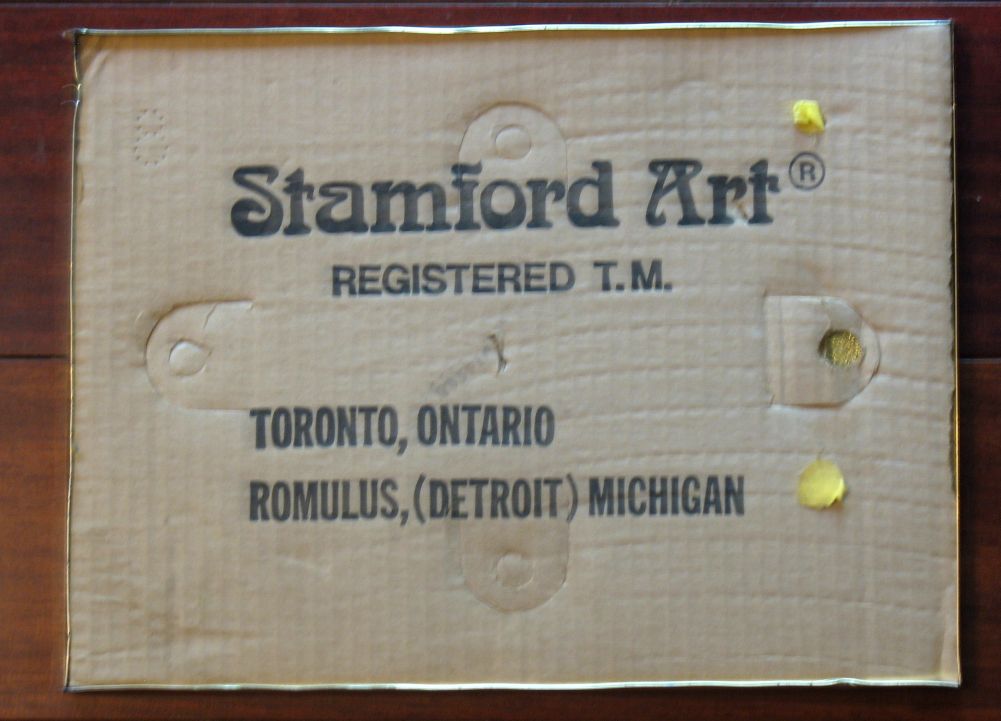 Stamford Art®
REGISTERED T.M.
TORONTO, ONTARIO
ROMULUS, (DETROIT) MICHIGAN